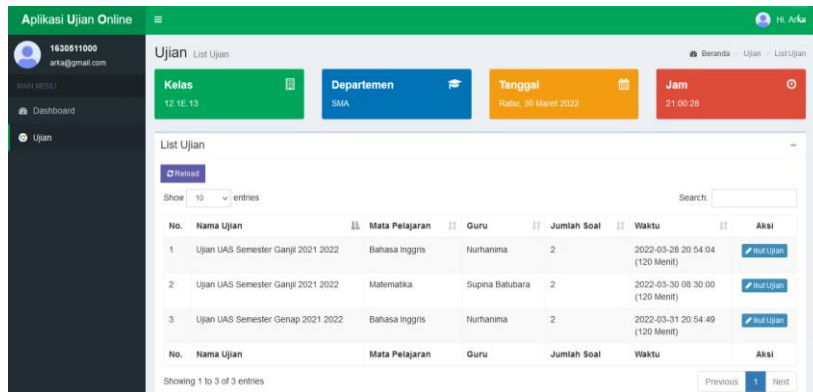 Aplikasi Ujian Online
Hi, Arka
1630511000
arka@gmail.com
MAIN MENU
Dashboard
Ujian
Ujian List Ujian
Beranda - Ujian - List Ujian
Kelas
12.1E.13
Departemen
SMA
Tanggal
Rabu, 30 Maret 2022
Jam
21:00:28
List Ujian
Reload
Show 10 entries
Search:
No. Nama Ujian Mata Pelajaran Guru Jumlah Soal Waktu Aksi
1 Ujian UAS Semester Ganjil 2021 2022 Bahasa Inggris Nurhanima 2 2022-03-28 20:54:04 Ikut Ujian
(120 Menit)
2 Ujian UAS Semester Ganjil 2021 2022 Matematika Supina Batubara 2 2022-03-30 08:30:00 Ikut Ujian
(120 Menit)
3 Ujian UAS Semester Genap 2021 2022 Bahasa Inggris Nurhanima 2 2022-03-31 20:54:49 Ikut Ujian
(120 Menit)
No. Nama Ujian Mata Pelajaran Guru Jumlah Soal Waktu Aksi
Showing 1 to 3 of 3 entries
Previous 1 Next